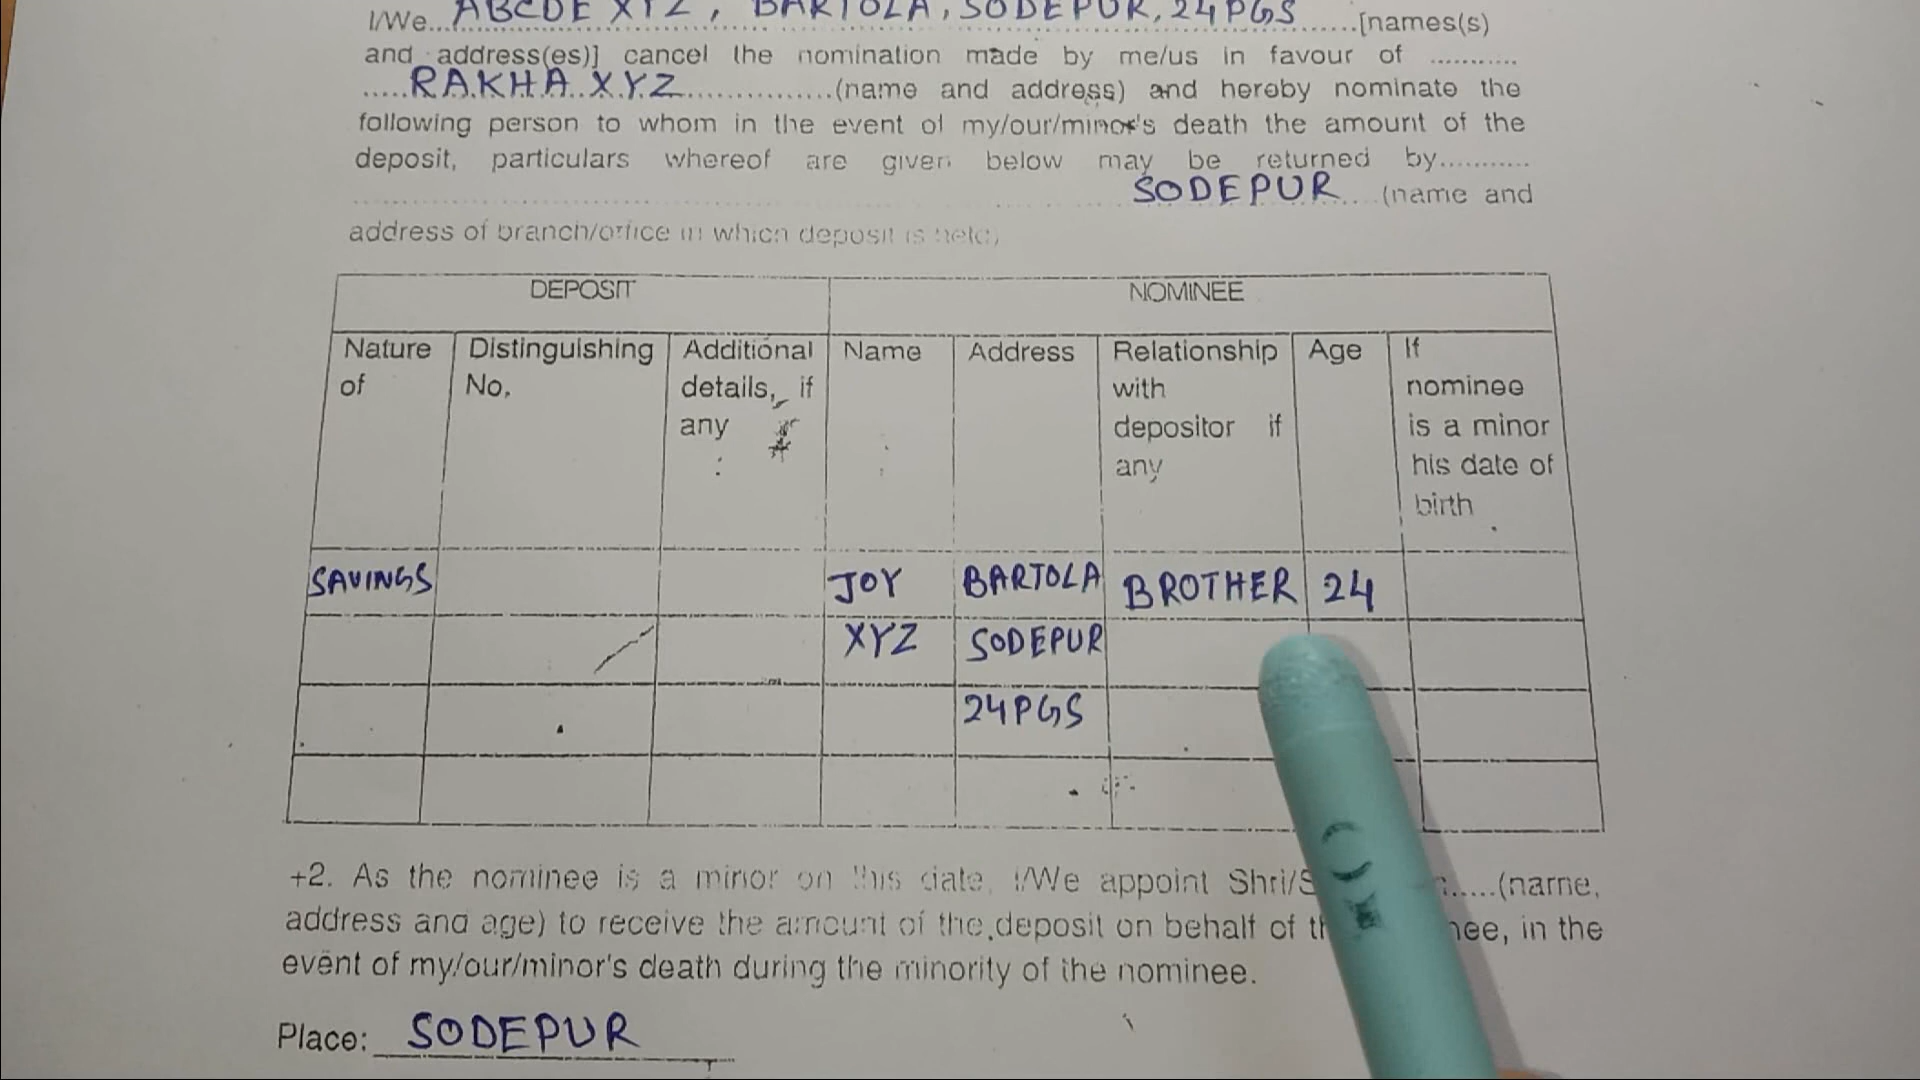 I/We...ABCDE XYZ, BARTOLA, SODEPUR, 24PGS......[names(s)
and address(es)] cancel the nomination made by me/us in favour of ...........
.....RAKHA XYZ...............(name and address) and hereby nominate the
following person to whom in the event of my/our/minor's death the amount of the
deposit, particulars whereof are given below may be returned by...........
SODEPUR....(name and
address of branch/office in which deposit is held)
DEPOSIT NOMINEE
Nature of Distinguishing No. Additional details, if any Name Address Relationship with depositor if any Age If nominee is a minor his date of birth
SAVINGS JOY BARTOLA BROTHER 24
XYZ SODEPUR
24PGS
+2. As the nominee is a minor on this date, I/We appoint Shri/S .....(name,
address and age) to receive the amount of the deposit on behalf of in the
event of my/our/minor's death during the minority of the nominee.
Place: SODEPUR